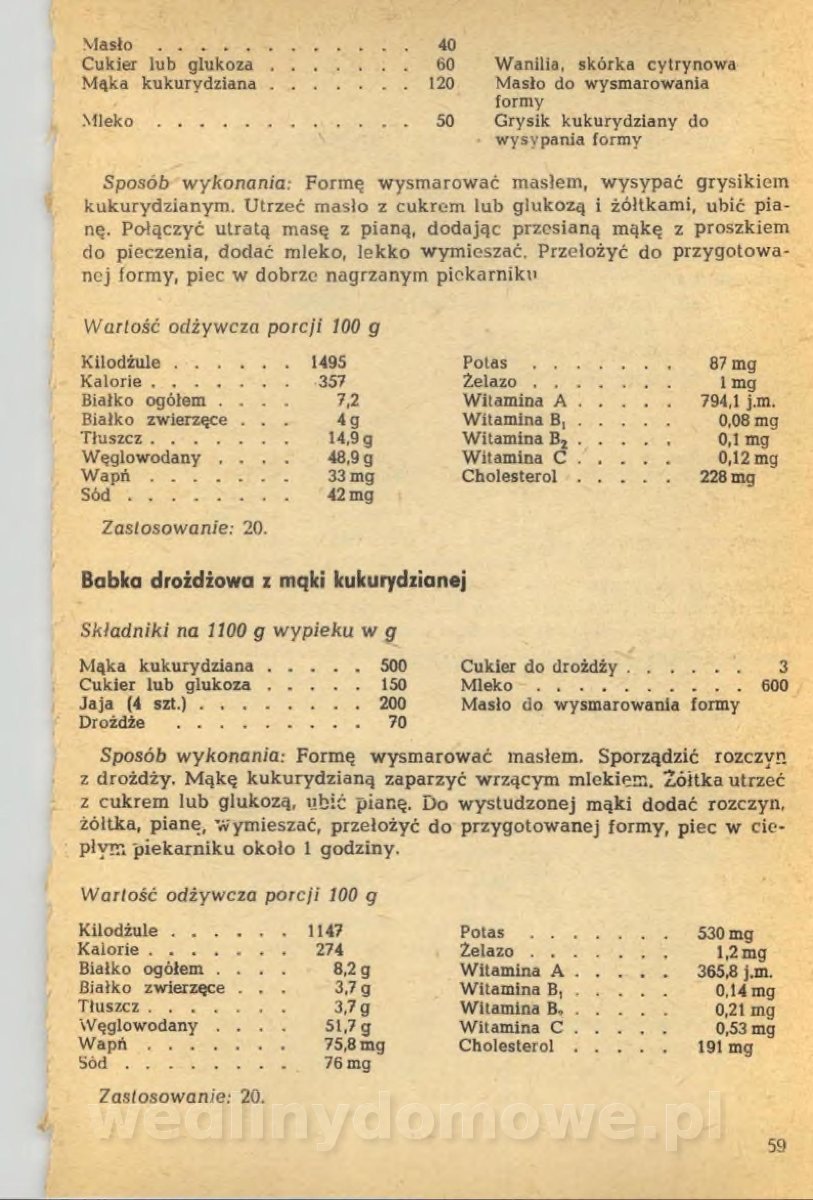 Masło . . . . . . . . . . . . 40
Cukier lub glukoza . . . . . . . 60 Wanilia, skórka cytrynowa
Mąka kukurydziana . . . . . . . 120 Masło do wysmarowania
formy
Mleko . . . . . . . . . . . . 50 Grysik kukurydziany do
wysypania formy
Sposób wykonania: Formę wysmarować masłem, wysypać grysikiem
kukurydzianym. Utrzeć masło z cukrem lub glukozą i żółtkami, ubić pia-
nę. Połączyć utratą masę z pianą, dodając przesianą mąkę z proszkiem
do pieczenia, dodać mleko, lekko wymieszać. Przełożyć do przygotowa-
nej formy, piec w dobrze nagrzanym piekarniku
Wartość odżywcza porcji 100 g
Kilodżule . . . . . . 1495 Potas . . . . . . . 87 mg
Kalorie . . . . . . . 357 Żelazo . . . . . . . 1 mg
Białko ogółem . . . . 7,2 Witamina A . . . . . 794,1 j.m.
Białko zwierzęce . . . 4 g Witamina B₁ . . . . . 0,08 mg
Tłuszcz . . . . . . . 14,9 g Witamina B₂ . . . . . 0,1 mg
Węglowodany . . . . 48,9 g Witamina C . . . . . 0,12 mg
Wapń . . . . . . . 33 mg Cholesterol . . . . . 228 mg
Sód . . . . . . . . 42 mg
Zastosowanie: 20.
Babka drożdżowa z mąki kukurydzianej
Składniki na 1100 g wypieku w g
Mąka kukurydziana . . . . . 500 Cukier do drożdży . . . . . . 3
Cukier lub glukoza . . . . . 150 Mleko . . . . . . . . . . 600
Jaja (4 szt.) . . . . . . . . 200 Masło do wysmarowania formy
Drożdże . . . . . . . . . 70
Sposób wykonania: Formę wysmarować masłem. Sporządzić rozczyn
z drożdży. Mąkę kukurydzianą zaparzyć wrzącym mlekiem. Żółtka utrzeć
z cukrem lub glukozą, ubić pianę. Do wystudzonej mąki dodać rozczyn,
żółtka, pianę, wymieszać, przełożyć do przygotowanej formy, piec w cie-
płym piekarniku około 1 godziny.
Wartość odżywcza porcji 100 g
Kilodżule . . . . . . 1147 Potas . . . . . . . 530 mg
Kalorie . . . . . . . 274 Żelazo . . . . . . . 1,2 mg
Białko ogółem . . . . 8,2 g Witamina A . . . . . 365,8 j.m.
Białko zwierzęce . . . 3,7 g Witamina B₁ . . . . . 0,14 mg
Tłuszcz . . . . . . . 3,7 g Witamina B₂ . . . . . 0,21 mg
Węglowodany . . . . 51,7 g Witamina C . . . . . 0,53 mg
Wapń . . . . . . . 75,8 mg Cholesterol . . . . . 191 mg
Sód . . . . . . . . 76 mg
Zastosowanie: 20.
wedlinydomowe.pl
59